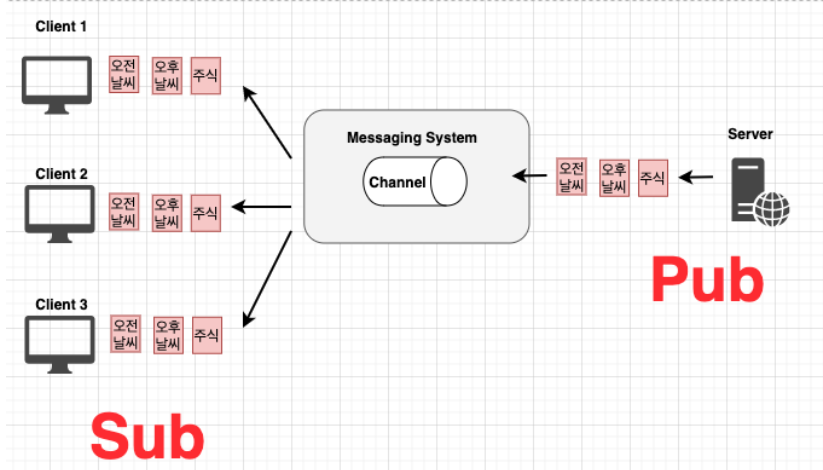 Client 1
오전
날씨
오후
날씨
주식
Messaging System
Channel
오전
날씨
오후
날씨
주식
Server
Client 2
오전
날씨
오후
날씨
주식
Pub
Client 3
오전
날씨
오후
날씨
주식
Sub